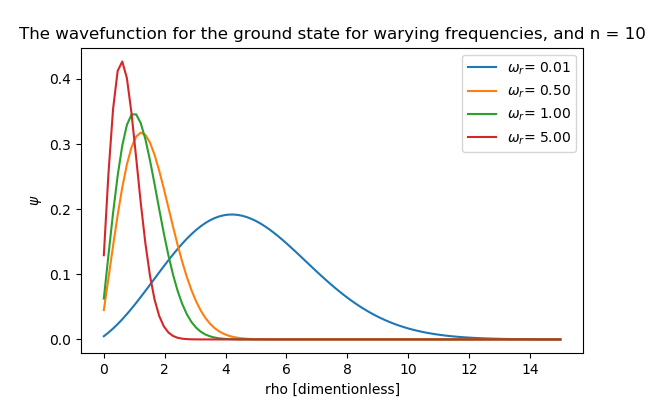 The wavefunction for the ground state for warying frequencies, and n = 10
ψ
0.4
0.3
0.2
0.1
0.0
0 2 4 6 8 10 12 14
rho [dimentionless]
ω_r= 0.01
ω_r= 0.50
ω_r= 1.00
ω_r= 5.00